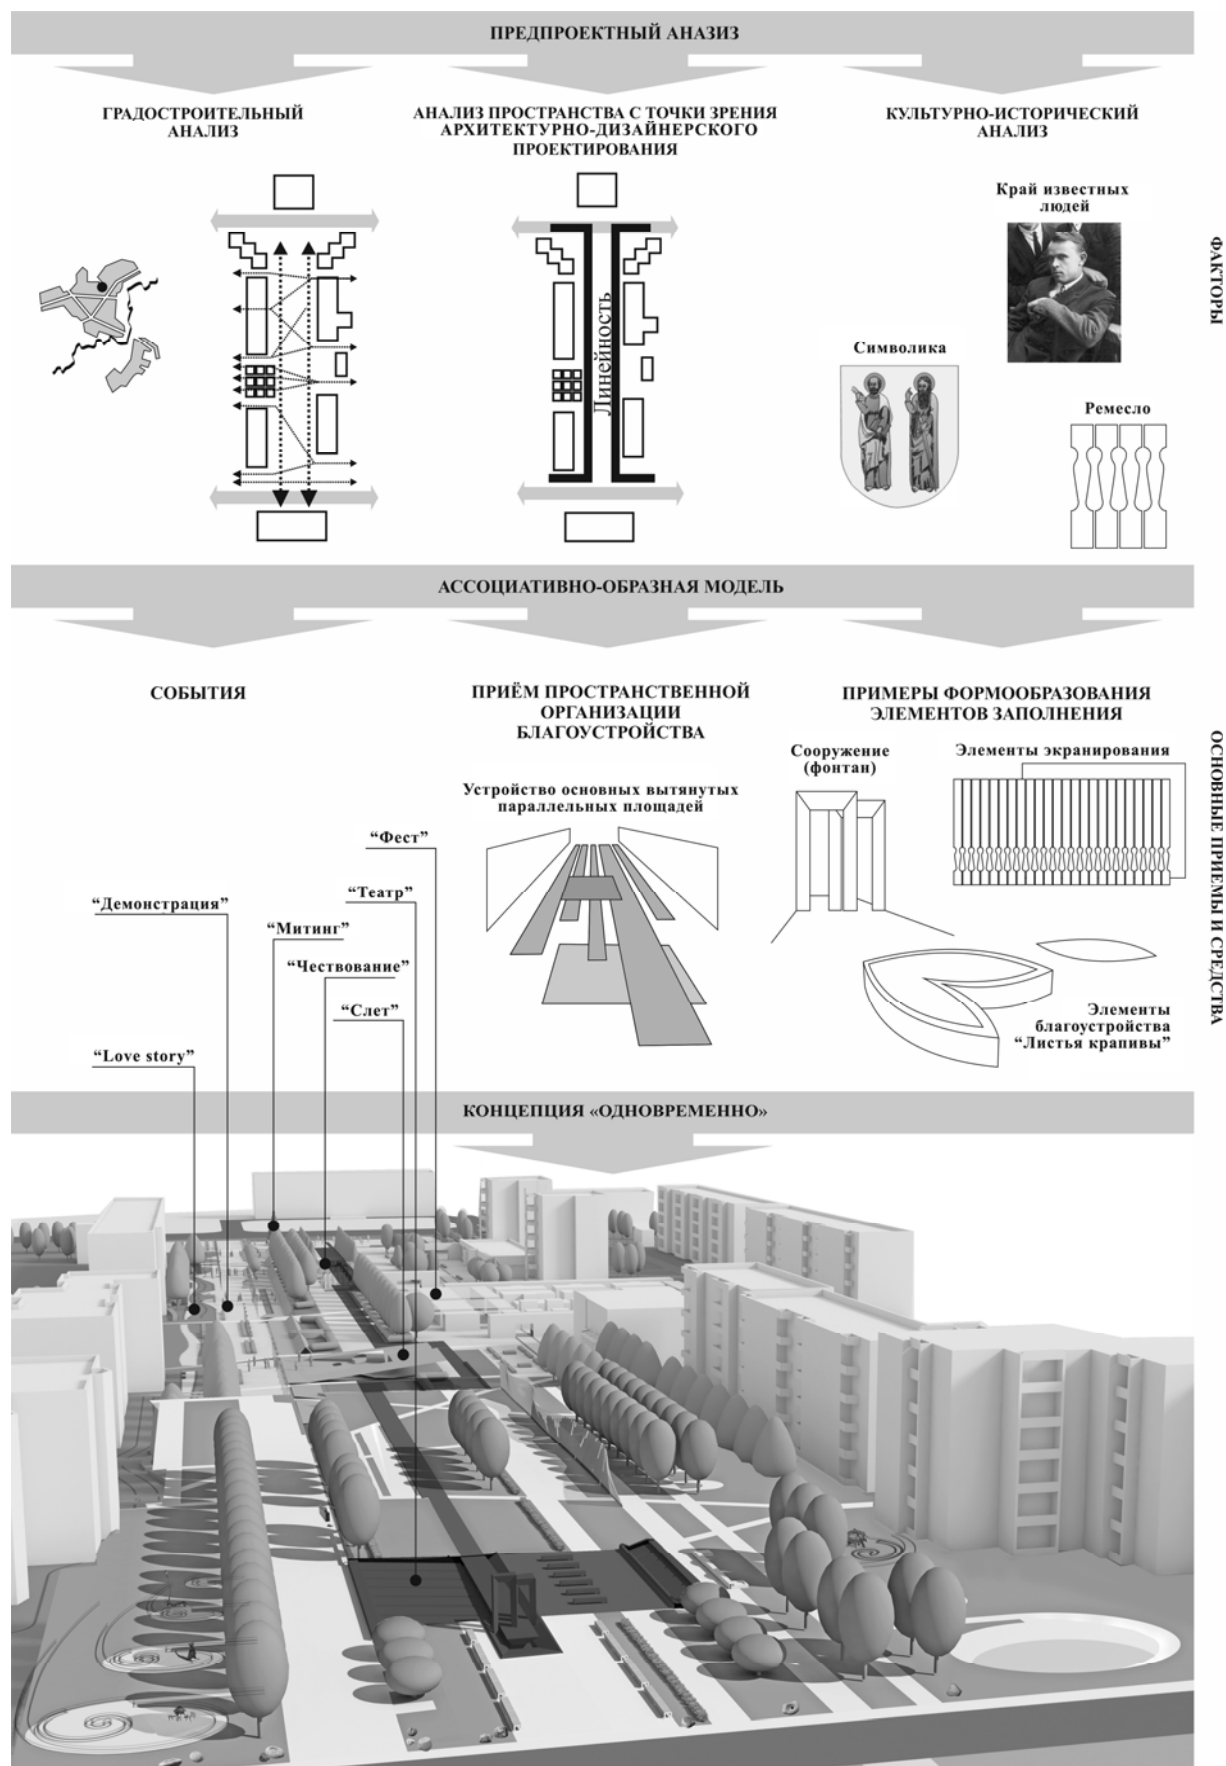 ПРЕДПРОЕКТНЫЙ АНАЗИЗ
ГРАДОСТРОИТЕЛЬНЫЙ
АНАЛИЗ
АНАЛИЗ ПРОСТРАНСТВА С ТОЧКИ ЗРЕНИЯ
АРХИТЕКТУРНО-ДИЗАЙНЕРСКОГО
ПРОЕКТИРОВАНИЯ
КУЛЬТУРНО-ИСТОРИЧЕСКИЙ
АНАЛИЗ
Линейность
Край известных
людей
Символика
Ремесло
ФАКТОРЫ
АССОЦИАТИВНО-ОБРАЗНАЯ МОДЕЛЬ
СОБЫТИЯ
ПРИЁМ ПРОСТРАНСТВЕННОЙ
ОРГАНИЗАЦИИ
БЛАГОУСТРОЙСТВА
ПРИМЕРЫ ФОРМООБРАЗОВАНИЯ
ЭЛЕМЕНТОВ ЗАПОЛНЕНИЯ
“Фест”
“Театр”
“Демонстрация”
“Митинг”
“Чествование”
“Слет”
“Love story”
Устройство основных вытянутых
параллельных площадей
Сооружение
(фонтан)
Элементы экранирования
Элементы
благоустройства
“Листья крапивы”
ОСНОВНЫЕ ПРИЕМЫ И СРЕДСТВА
КОНЦЕПЦИЯ «ОДНОВРЕМЕННО»